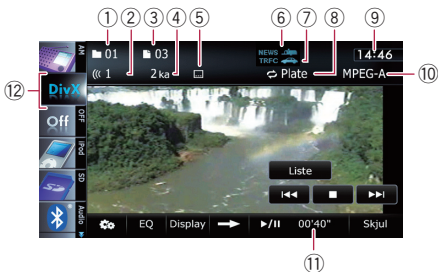 ① ② ③ ④ ⑤ ⑥ ⑦ ⑧ ⑨
01 03 NEWS TRFC 14:46
1 2 ka Plate MPEG-A ⑩
⑫
AM
DivX
Off OFF
iPod
SD
Audio
Liste
EQ Display 00'40" Skjul
⑪